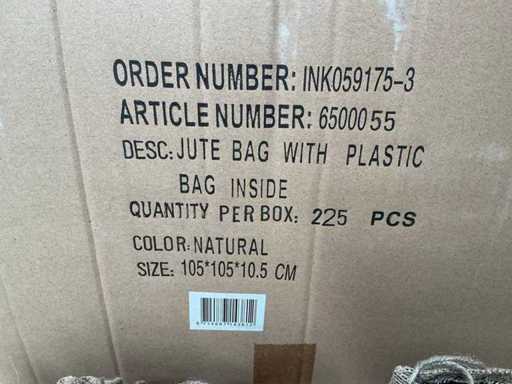 ORDER NUMBER: INK059175-3
ARTICLE NUMBER: 6500055
DESC: JUTE BAG WITH PLASTIC
BAG INSIDE
QUANTITY PER BOX: 225 PCS
COLOR: NATURAL
SIZE: 105*105*10.5 CM